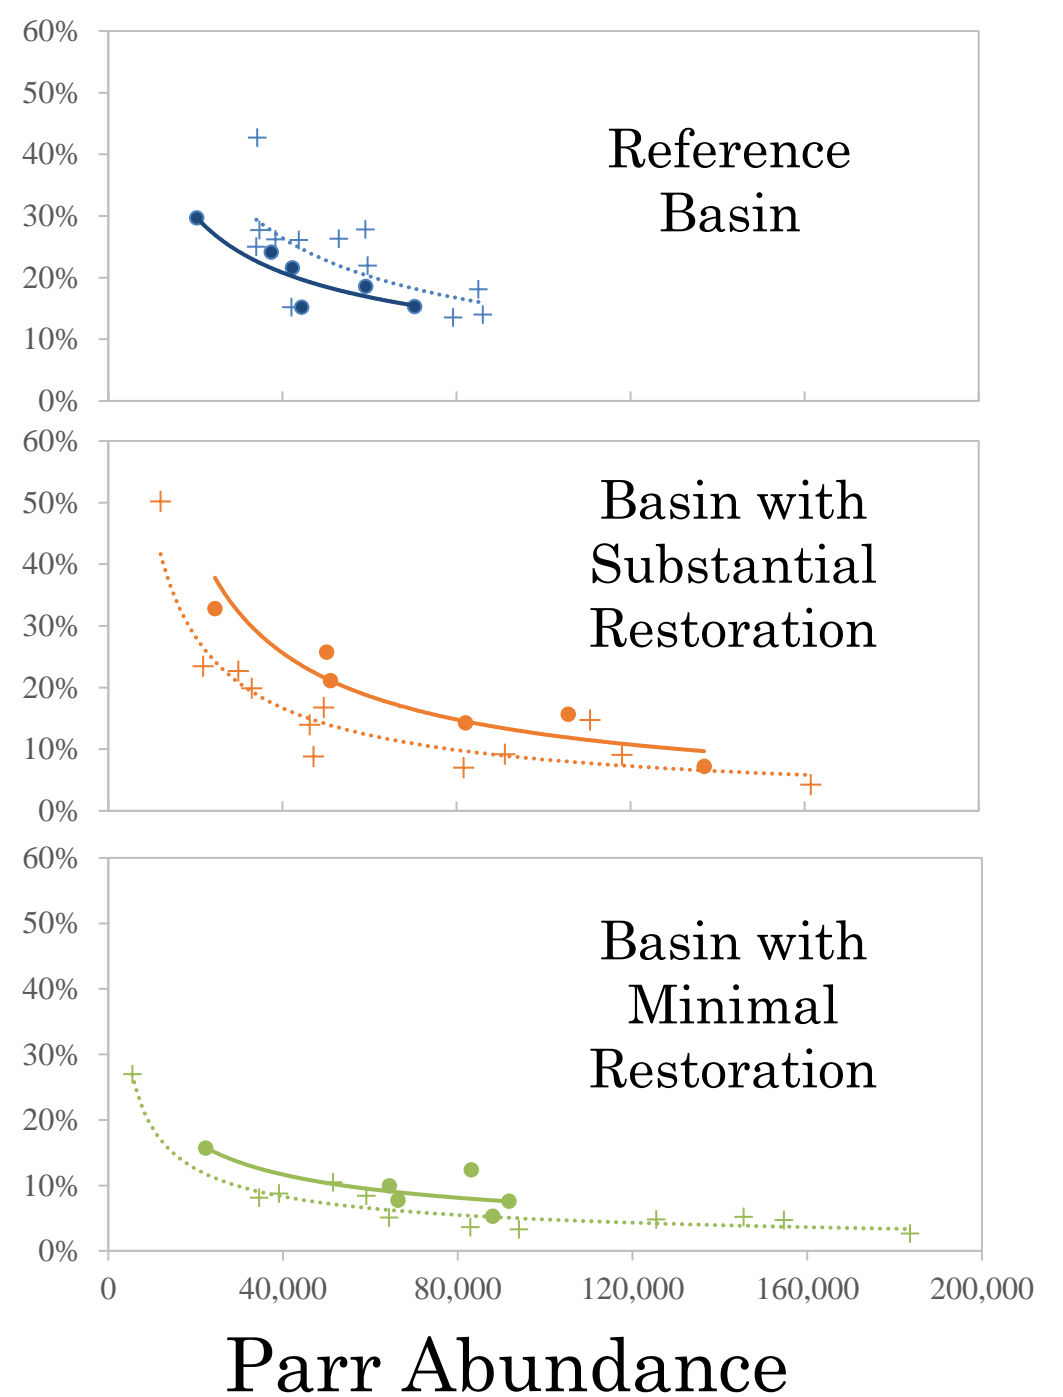 60%
50%
40%
30%
20%
10%
0%
Reference
Basin
60%
50%
40%
30%
20%
10%
0%
Basin with
Substantial
Restoration
60%
50%
40%
30%
20%
10%
0%
Basin with
Minimal
Restoration
0 40,000 80,000 120,000 160,000 200,000
Parr Abundance